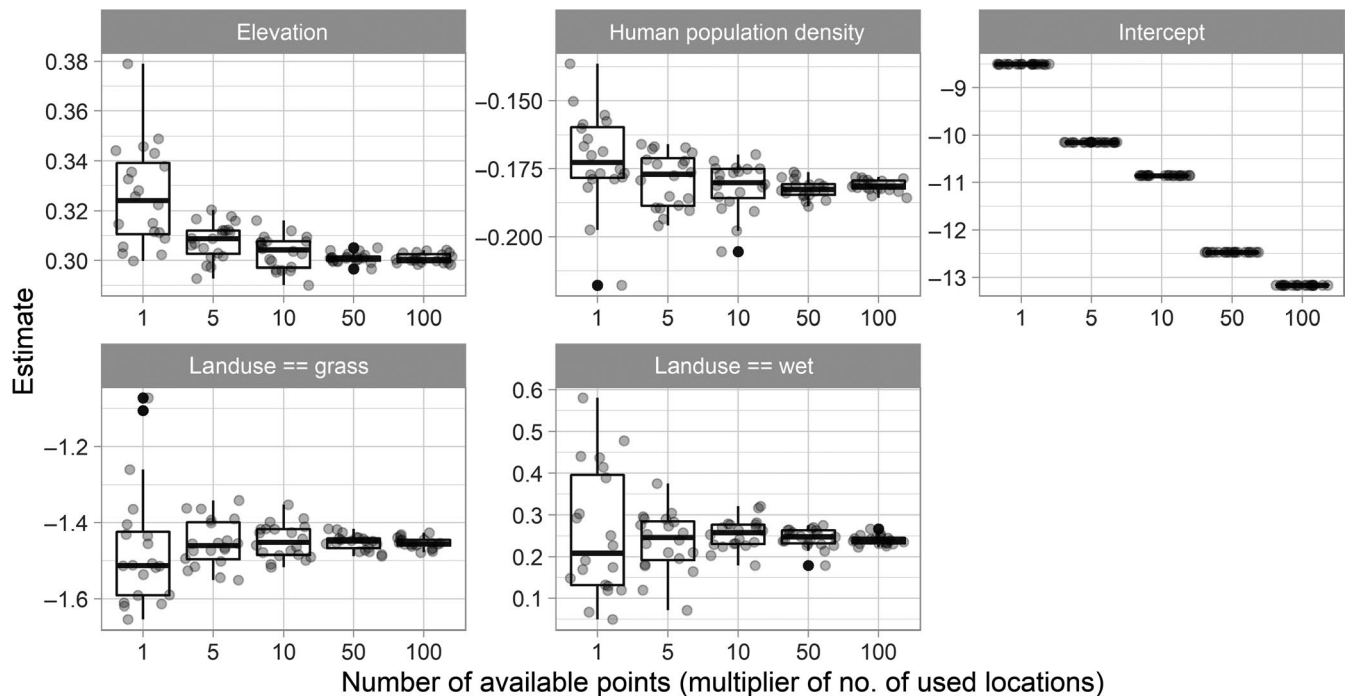 Elevation
Human population density
Intercept
0.38
0.36
0.34
0.32
0.30
−0.150
−0.175
−0.200
−9
−10
−11
−12
−13
1 5 10 50 100
1 5 10 50 100
1 5 10 50 100
Estimate
Landuse == grass
Landuse == wet
−1.2
−1.4
−1.6
0.6
0.5
0.4
0.3
0.2
0.1
1 5 10 50 100
1 5 10 50 100
Number of available points (multiplier of no. of used locations)